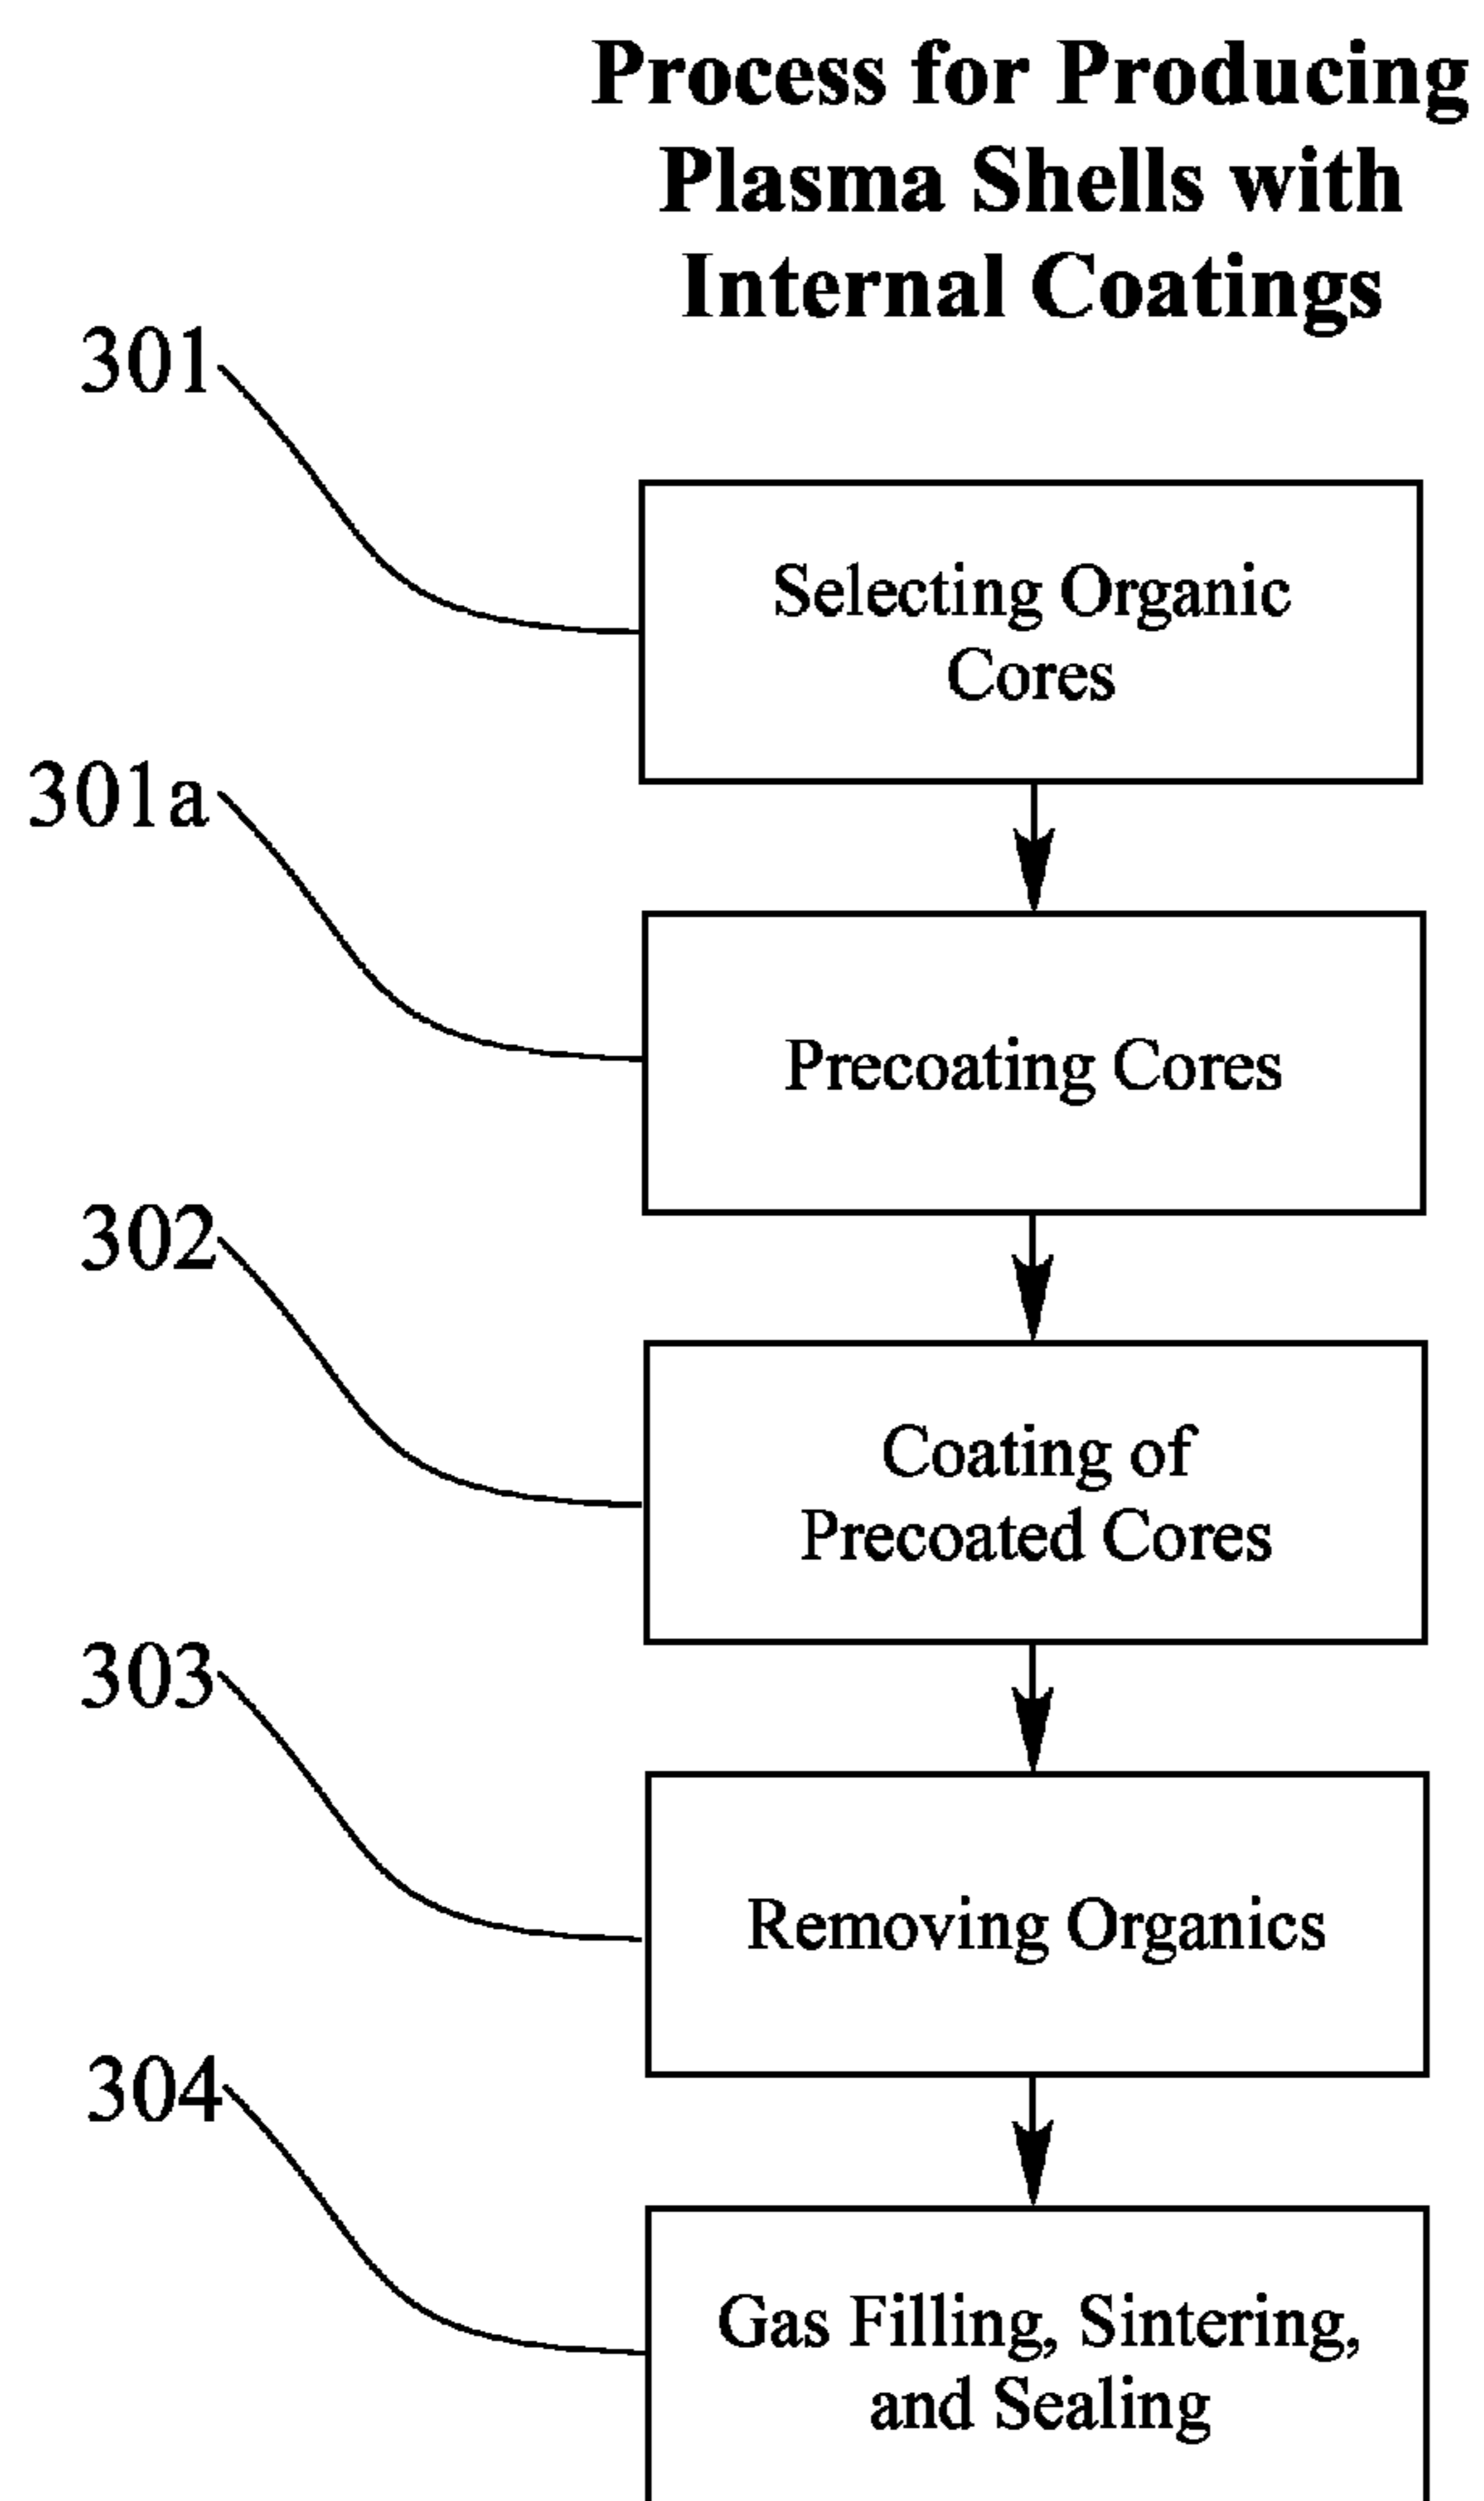 Process for Producing
Plasma Shells with
Internal Coatings
301
Selecting Organic
Cores
301a
Precoating Cores
302
Coating of
Precoated Cores
303
Removing Organics
304
Gas Filling, Sintering,
and Sealing